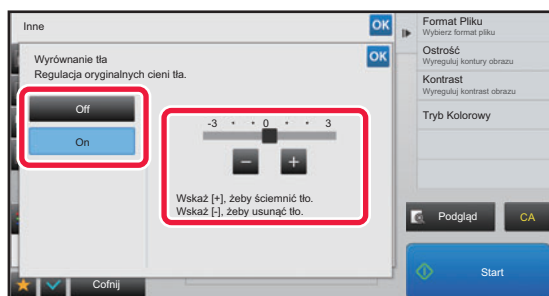 Inne
OK
Wyrównanie tła
Regulacja oryginalnych cieni tła.
OK
Off
On
-3 • • 0 • • 3
− +
Wskaż [+], żeby ściemnić tło.
Wskaż [-], żeby usunąć tło.
Cofnij
Format Pliku
Wybierz format pliku
Ostrość
Wyreguluj kontury obrazu
Kontrast
Wyreguluj kontrast obrazu
Tryb Kolorowy
Podgląd
CA
Start